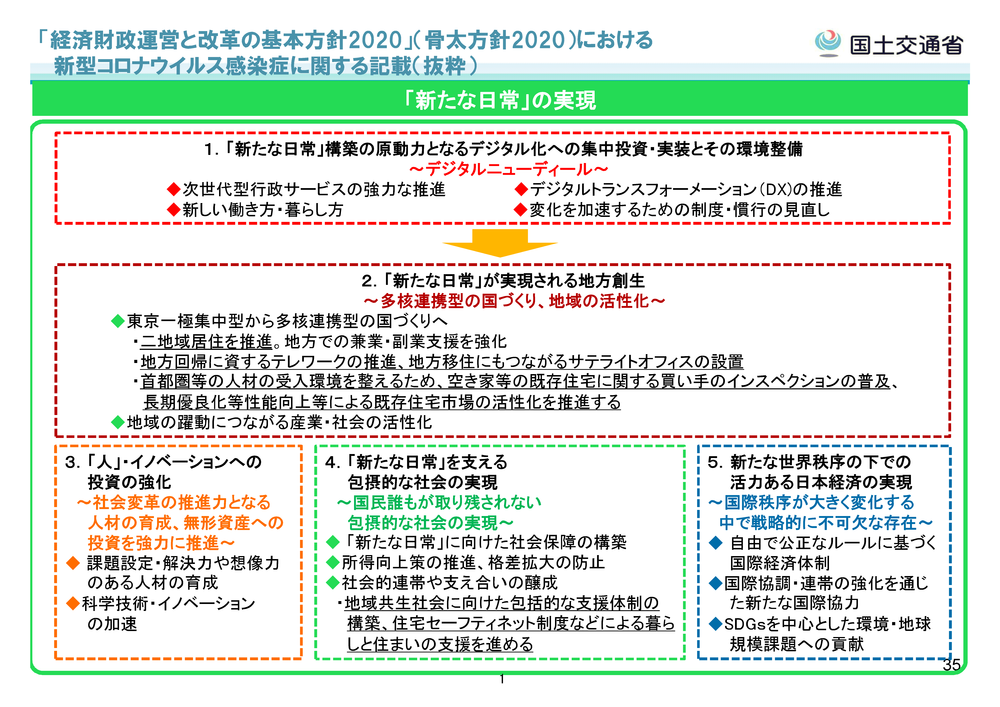 「経済財政運営と改革の基本方針2020」（骨太方針2020）における
新型コロナウイルス感染症に関する記載（抜粋）
国土交通省
「新たな日常」の実現
１．「新たな日常」構築の原動力となるデジタル化への集中投資・実装とその環境整備
～デジタルニューディール～
◆次世代型行政サービスの強力な推進
◆デジタルトランスフォーメーション（DX）の推進
◆新しい働き方・暮らし方
◆変化を加速するための制度・慣行の見直し
２．「新たな日常」が実現される地方創生
～多核連携型の国づくり、地域の活性化～
◆東京一極集中型から多核連携型の国づくりへ
・二地域居住を推進。地方での兼業・副業支援を強化
・地方回帰に資するテレワークの推進、地方移住にもつながるサテライトオフィスの設置
・首都圏等の人材の受入環境を整えるため、空き家等の既存住宅に関する買い手のインスペクションの普及、
長期優良化等性能向上等による既存住宅市場の活性化を推進する
◆地域の躍動につながる産業・社会の活性化
３．「人」・イノベーションへの
投資の強化
～社会変革の推進力となる
人材の育成、無形資産への
投資を強力に推進～
◆ 課題設定・解決力や想像力
のある人材の育成
◆科学技術・イノベーション
の加速
４．「新たな日常」を支える
包摂的な社会の実現
～国民誰もが取り残されない
包摂的な社会の実現～
◆「新たな日常」に向けた社会保障の構築
◆所得向上策の推進、格差拡大の防止
◆社会的連帯や支え合いの醸成
・地域共生社会に向けた包括的な支援体制の
構築、住宅セーフティネット制度などによる暮ら
しと住まいの支援を進める
５．新たな世界秩序の下での
活力ある日本経済の実現
～国際秩序が大きく変化する
中で戦略的に不可欠な存在～
◆ 自由で公正なルールに基づく
国際経済体制
◆国際協調・連帯の強化を通じ
た新たな国際協力
◆SDGsを中心とした環境・地球
規模課題への貢献
35
1